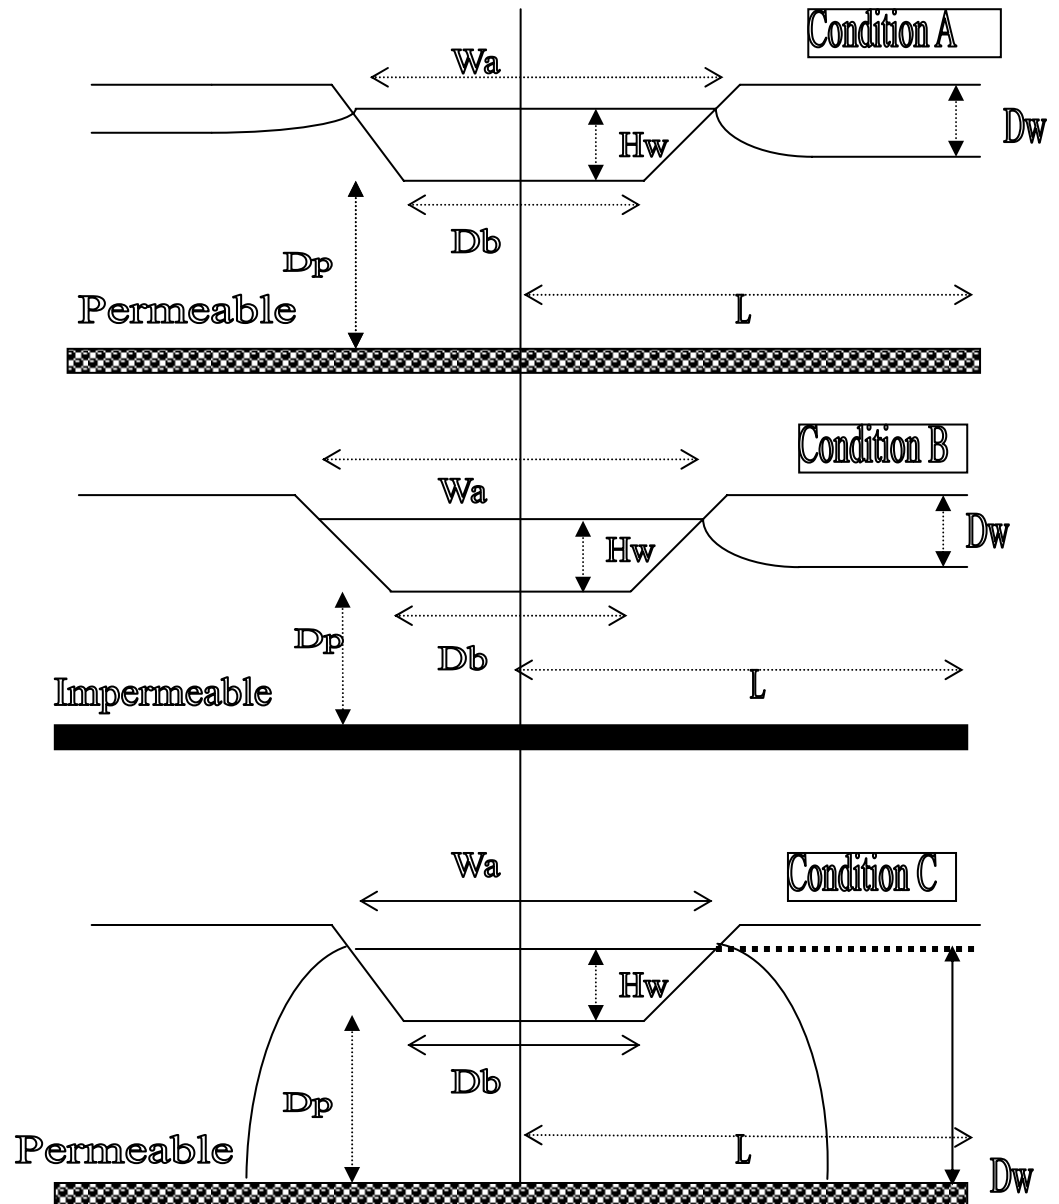 Condition A
Wa
Hw
Dw
Db
Dp
Permeable
L
Condition B
Wa
Hw
Dw
Dp
Db
L
Impermeable
Wa
Condition C
Hw
Db
Dp
Permeable
L
Dw